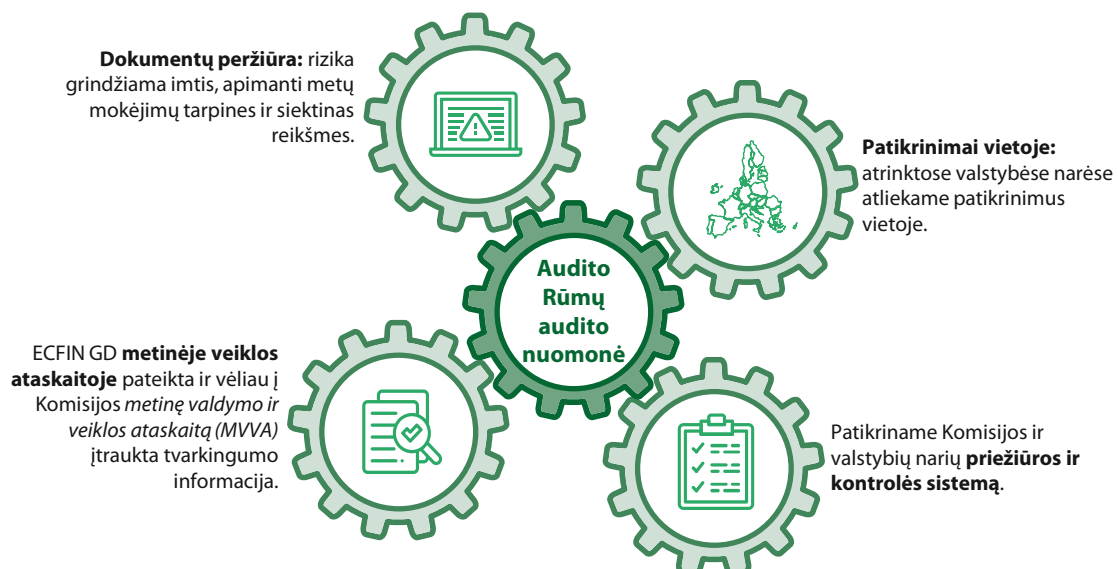 Dokumentų peržiūra: rizika
grindžiama imtis, apimanti metų
mokėjimų tarpines ir siektinas
reikšmes.
Patikrinimai vietoje:
atrinktose valstybėse narėse
atliekame patikrinimus
vietoje.
Audito
Rūmų
audito
nuomonė
ECFIN GD metinėje veiklos
ataskaitoje pateikta ir vėliau į
Komisijos metinę valdymo ir
veiklos ataskaitą (MVVA)
įtraukta tvarkingumo
informacija.
Patikriname Komisijos ir
valstybių narių priežiūros ir
kontrolės sistemą.